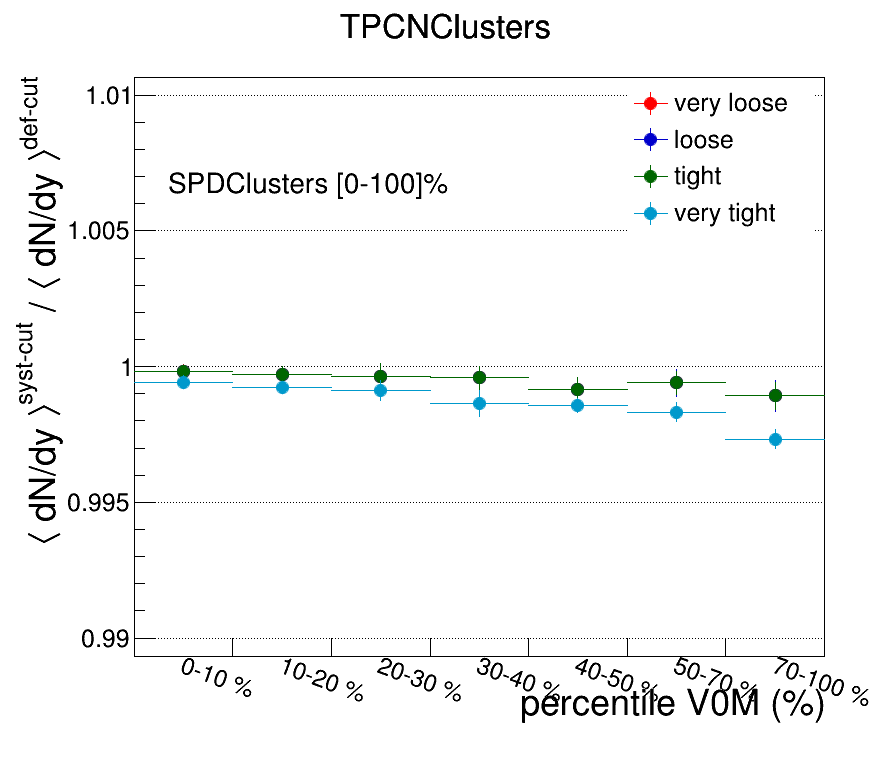 TPCNClusters
⟨ dN/dy ⟩^syst-cut / ⟨ dN/dy ⟩^def-cut
1.01
1.005
1
0.995
0.99
SPDClusters [0-100]%
very loose
loose
tight
very tight
0-10 %
10-20 %
20-30 %
30-40 %
40-50 %
50-70 %
70-100 %
percentile V0M (%)